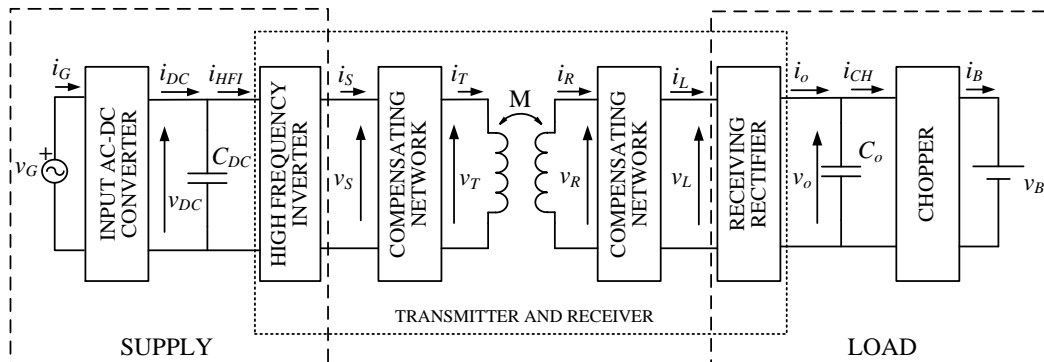 i_G
i_DC
i_HFI
i_S
i_T
M
i_R
i_L
i_o
i_CH
i_B
v_G
+
INPUT AC-DC
CONVERTER
v_DC
C_DC
HIGH FREQUENCY
INVERTER
v_S
COMPENSATING
NETWORK
v_T
v_R
COMPENSATING
NETWORK
v_L
RECEIVING
RECTIFIER
v_o
C_o
CHOPPER
v_B
TRANSMITTER AND RECEIVER
SUPPLY
LOAD